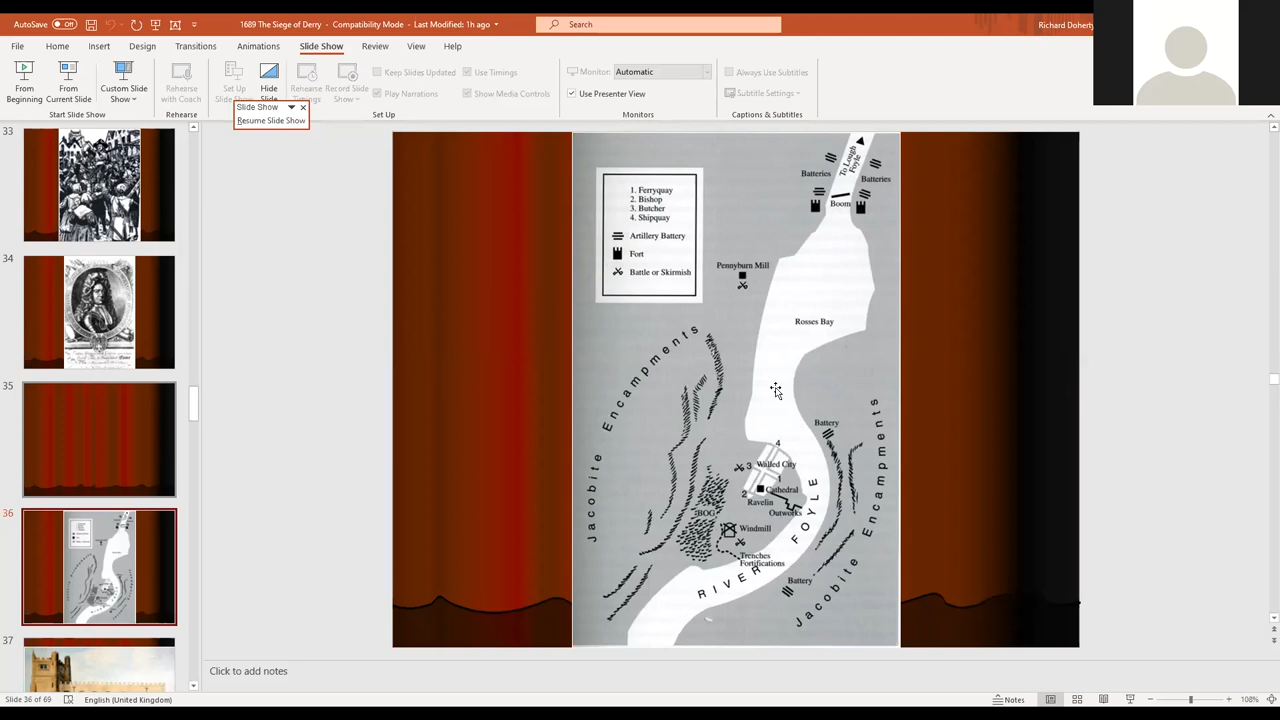 AutoSave Off
1689 The Siege of Derry - Compatibility Mode - Last Modified: 1h ago
Search
Richard Doherty
File Home Insert Design Transitions Animations Slide Show Review View Help
From Beginning
From Current Slide
Custom Slide Show
Rehearse with Coach
Set Up Slide Show
Hide Slide
Rehearse Timings
Record Slide Show
Keep Slides Updated
Play Narrations
Use Timings
Show Media Controls
Monitor: Automatic
Use Presenter View
Always Use Subtitles
Subtitle Settings
Start Slide Show
Rehearse
Set Up
Monitors
Captions & Subtitles
Slide Show
Resume Slide Show
33
34
35
36
37
1. Ferryquay
2. Bishop
3. Butcher
4. Shipquay
Artillery Battery
Fort
Battle or Skirmish
To Lough Foyle
Batteries
Batteries
Boom
Pennyburn Mill
Rosses Bay
Jacobite Encampments
Battery
4
3 Walled City
1
Cathedral
2
Ravelin
Outworks
BOG
Windmill
Trenches
Fortifications
RIVER FOYLE
Battery
Jacobite Encampments
Click to add notes
Slide 36 of 69
English (United Kingdom)
Notes
108%